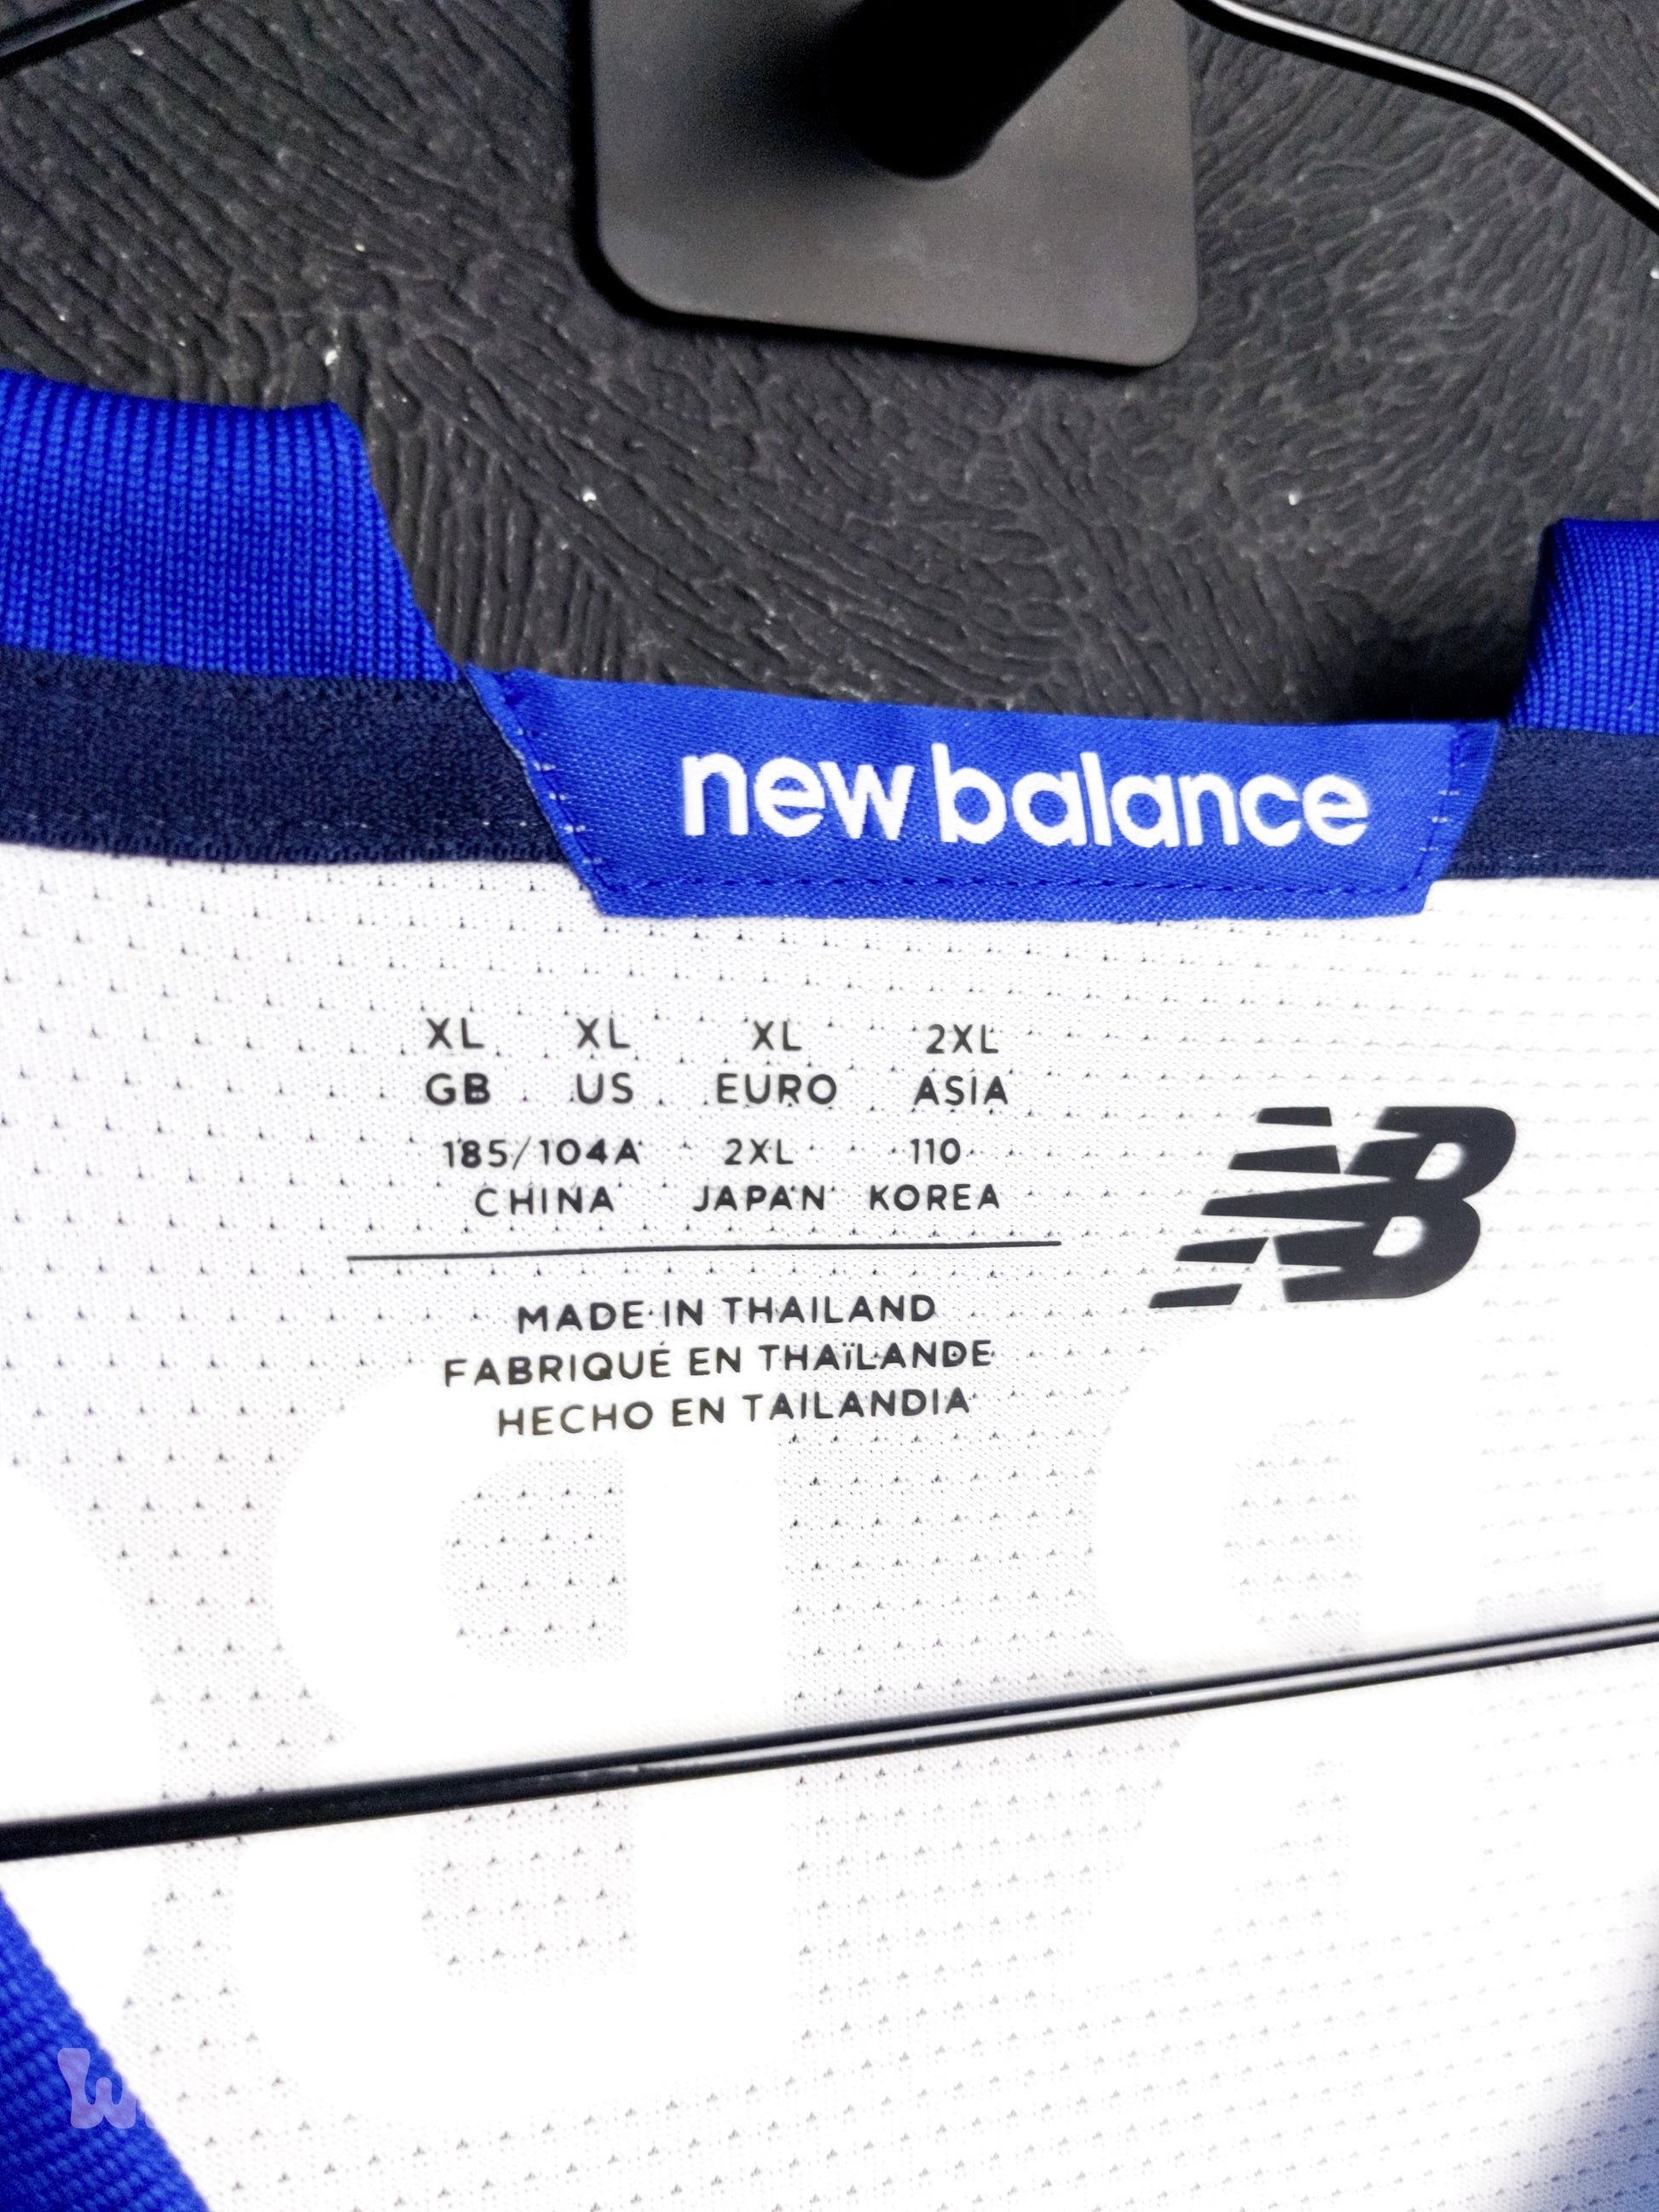 new balance
XL XL XL 2XL
GB US EURO ASIA
185/104A 2XL 110
CHINA JAPAN KOREA
NB
MADE IN THAILAND
FABRIQUÉ EN THAÏLANDE
HECHO EN TAILANDIA